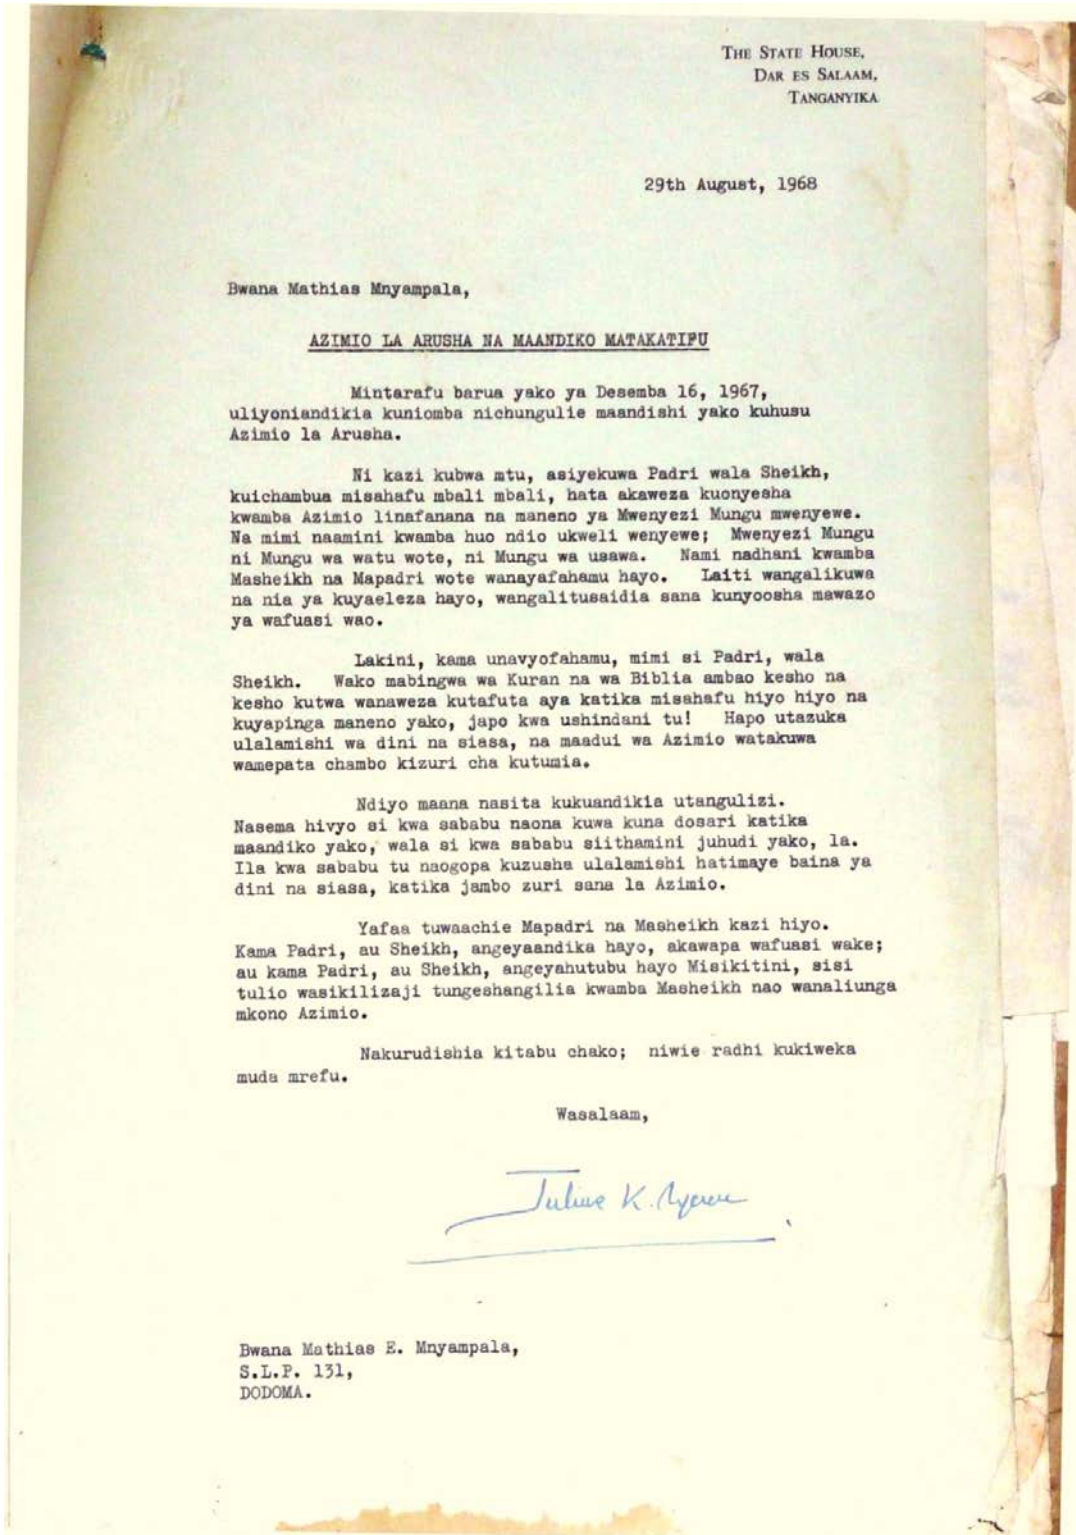 THE STATE HOUSE,
DAR ES SALAAM,
TANGANYIKA
29th August, 1968
Bwana Mathias Mnyampala,
AZIMIO LA ARUSHA NA MAANDIKO MATAKATIFU
Mintarafu barua yako ya Desemba 16, 1967,
uliyoniandikia kuniomba nichungulie maandishi yako kuhusu
Azimio la Arusha.
Ni kazi kubwa mtu, asiyekuwa Padri wala Sheikh,
kuichambua misahafu mbali mbali, hata akaweza kuonyesha
kwamba Azimio linafanana na maneno ya Mwenyezi Mungu mwenyewe.
Na mimi naamini kwamba huo ndio ukweli wenyewe; Mwenyezi Mungu
ni Mungu wa watu wote, ni Mungu wa usawa. Nami nadhani kwamba
Masheikh na Mapadri wote wanayafahamu hayo. Laiti wangalikuwa
na nia ya kuyaeleza hayo, wangalitusaidia sana kunyoosha mawazo
ya wafuasi wao.
Lakini, kama unavyofahamu, mimi si Padri, wala
Sheikh. Wako mabingwa wa Kuran na wa Biblia ambao kesho na
kesho kutwa wanaweza kutafuta aya katika misahafu hiyo hiyo na
kuyapinga maneno yako, japo kwa ushindani tu! Hapo utazuka
ulalamishi wa dini na siasa, na maadui wa Azimio watakuwa
wamepata chambo kizuri cha kutumia.
Ndiyo maana nasita kukuandikia utangulizi.
Nasema hivyo si kwa sababu naona kuwa kuna dosari katika
maandiko yako, wala si kwa sababu siithamini juhudi yako, la.
Ila kwa sababu tu naogopa kuzusha ulalamishi hatimaye baina ya
dini na siasa, katika jambo zuri sana la Azimio.
Yafaa tuwaachie Mapadri na Masheikh kazi hiyo.
Kama Padri, au Sheikh, angeyaandika hayo, akawapa wafuasi wake;
au kama Padri, au Sheikh, angeyahutubu hayo Misikitini, sisi
tulio wasikilizaji tungeshangilia kwamba Masheikh nao wanaliunga
mkono Azimio.
Nakurudishia kitabu chako; niwie radhi kukiweka
muda mrefu.
Wasalaam,
Julius K. Nyerere
Bwana Mathias E. Mnyampala,
S.L.P. 131,
DODOMA.